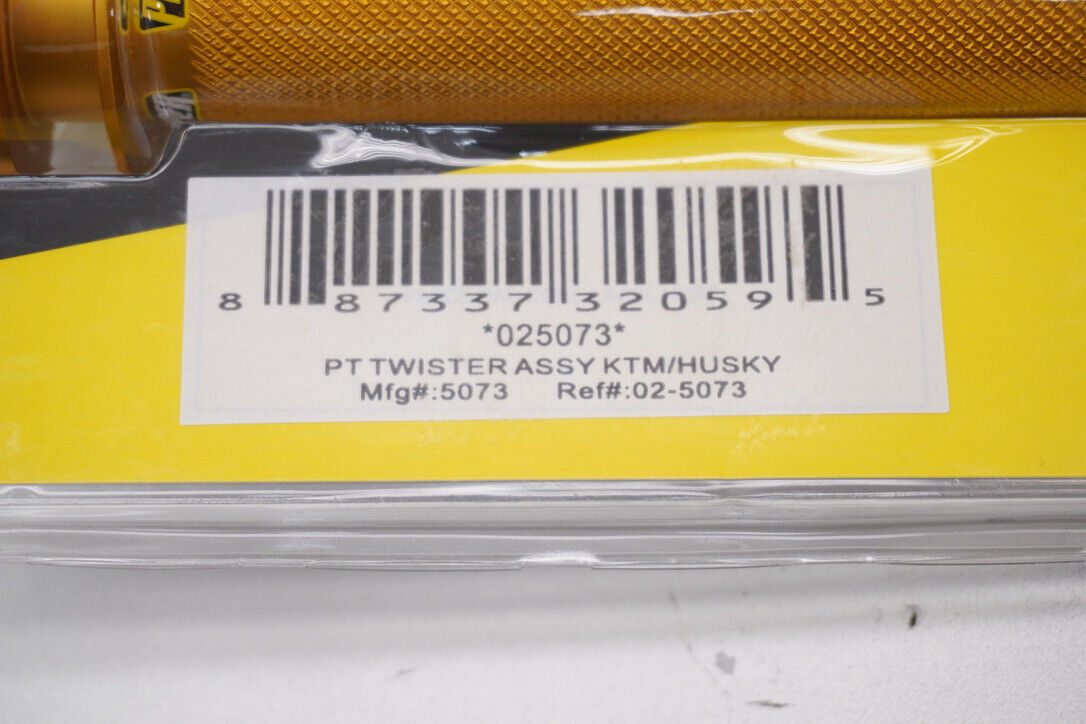 8 87337 32059 5
*025073*
PT TWISTER ASSY KTM/HUSKY
Mfg#:5073 Ref#:02-5073